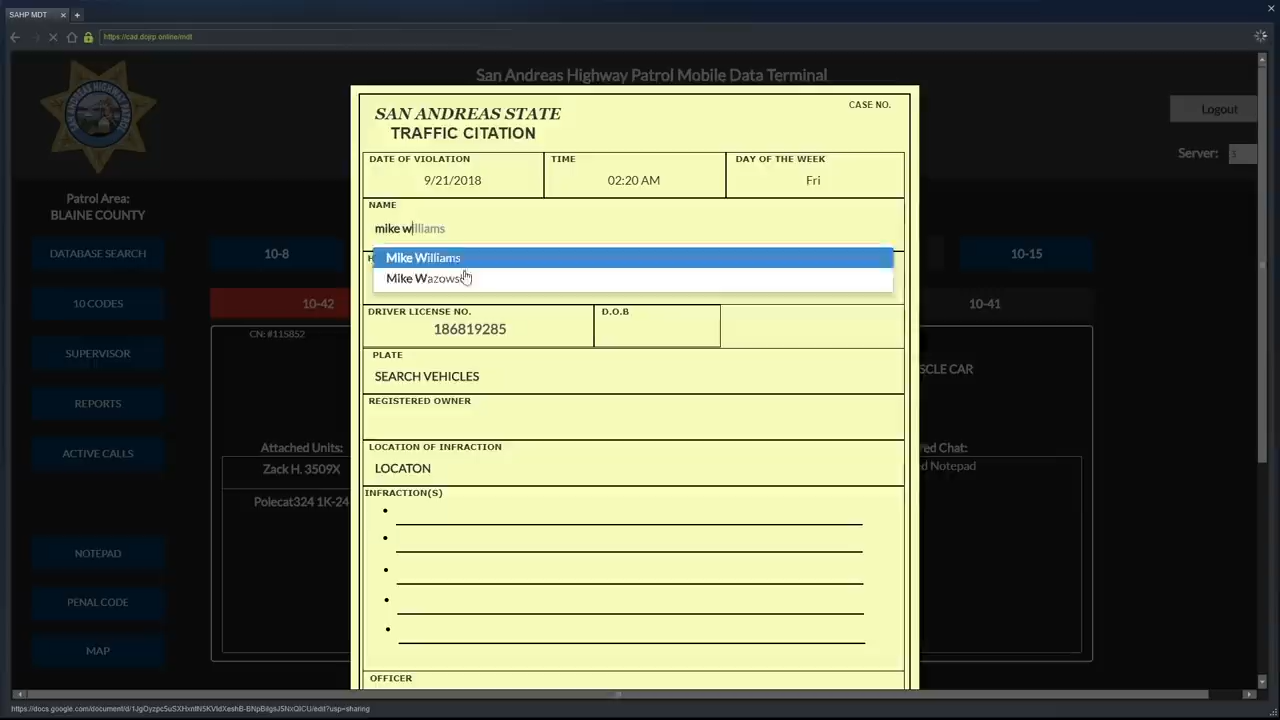 SAHP MDT
https://cad.dojrp.online/mdt
San Andreas Highway Patrol Mobile Data Terminal
Logout
Server: 3
Patrol Area:
BLAINE COUNTY
DATABASE SEARCH
10 CODES
SUPERVISOR
REPORTS
ACTIVE CALLS
NOTEPAD
PENAL CODE
MAP
10-8
10-15
10-42
10-41
CN: #115852
SCLE CAR
Attached Units:
Zack H. 3509X
Polecat324 1K-24
ed Chat:
d Notepad
CASE NO.
SAN ANDREAS STATE
TRAFFIC CITATION
DATE OF VIOLATION
9/21/2018
TIME
02:20 AM
DAY OF THE WEEK
Fri
NAME
mike williams
Mike Williams
Mike Wazows
H
DRIVER LICENSE NO.
186819285
D.O.B
PLATE
SEARCH VEHICLES
REGISTERED OWNER
LOCATION OF INFRACTION
LOCATON
INFRACTION(S)
OFFICER